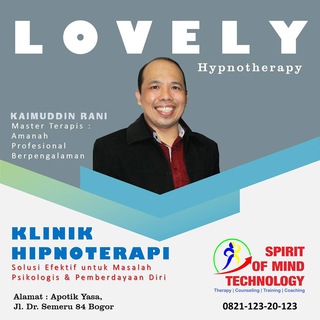 LOVELY
Hypnotherapy
KAIMUDDIN RANI
Master Terapis :
Amanah
Profesional
Berpengalaman
KLINIK
HIPNOTERAPI
Solusi Efektif untuk Masalah
Psikologis & Pemberdayaan Diri
Alamat : Apotik Yasa,
Jl. Dr. Semeru 84 Bogor
SPIRIT
OF MIND
TECHNOLOGY
Therapy | Counseling | Training | Coaching
0821-123-20-123